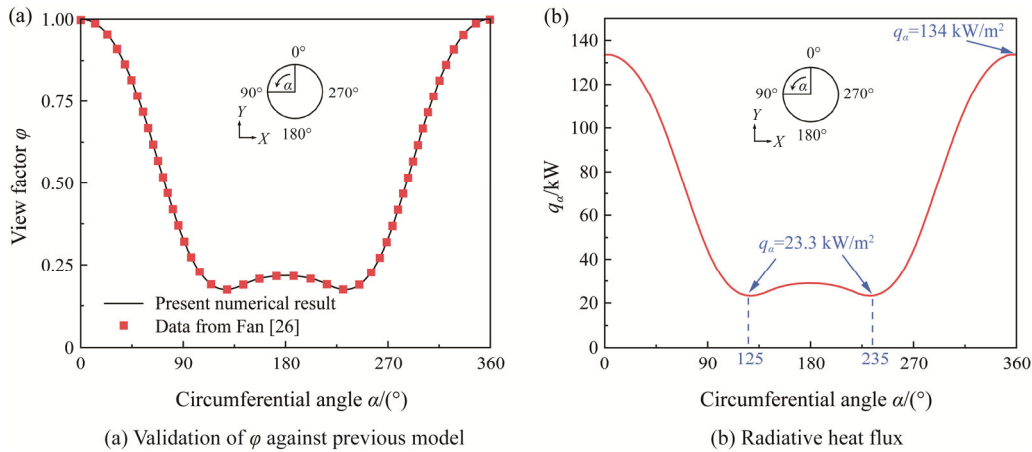 (a)
1.00
0.75
0.50
0.25
0
View factor φ
0°
90°
α
270°
180°
Y
X
Present numerical result
Data from Fan [26]
0
90
180
270
360
Circumferential angle α/(°)
(a) Validation of φ against previous model
(b)
140
120
100
80
60
40
20
0
qα/kW
qα=134 kW/m²
0°
90°
α
270°
180°
Y
X
qα=23.3 kW/m²
90
125
180
235
270
360
Circumferential angle α/(°)
(b) Radiative heat flux